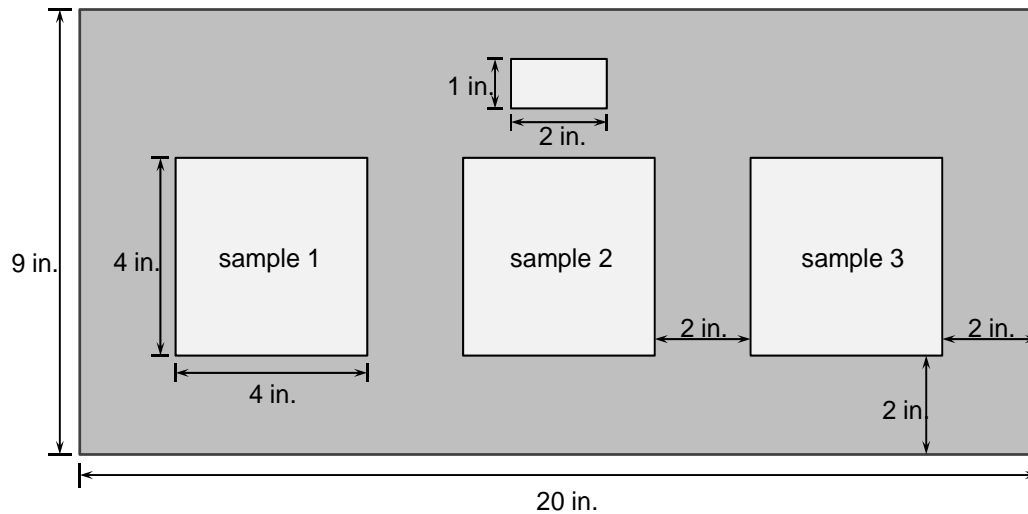 1 in.
2 in.
9 in.
4 in.
sample 1
sample 2
sample 3
2 in.
2 in.
4 in.
2 in.
20 in.